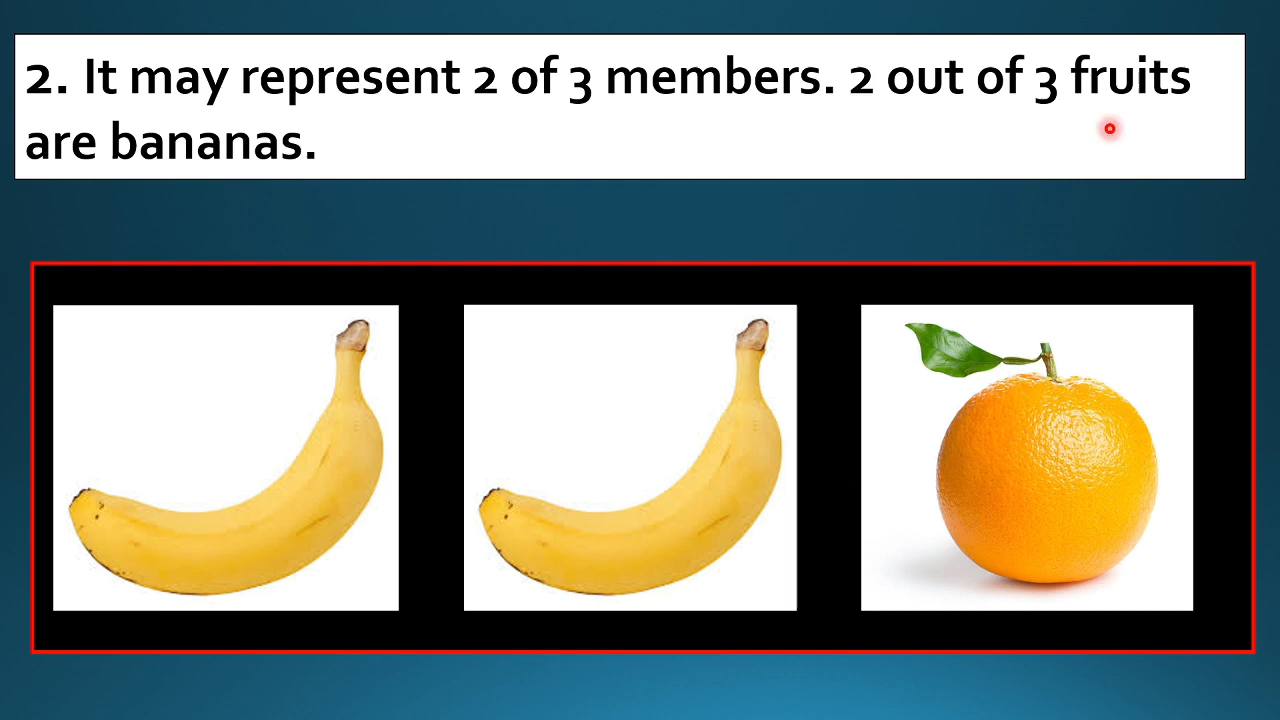 2. It may represent 2 of 3 members. 2 out of 3 fruits
are bananas.